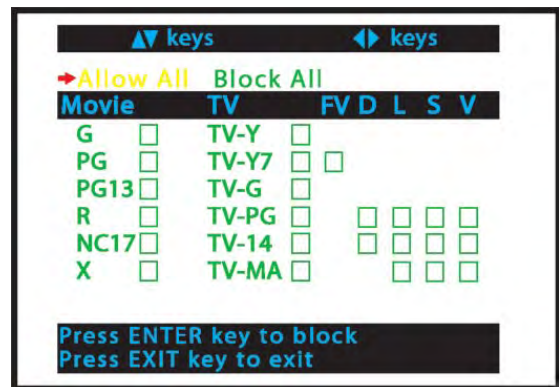 ▲▼ keys ◀▶ keys
➔Allow All Block All
Movie TV FV D L S V
G □ TV-Y □
PG □ TV-Y7 □ □
PG13 □ TV-G □
R □ TV-PG □ □ □ □ □
NC17 □ TV-14 □ □ □ □ □
X □ TV-MA □ □ □ □
Press ENTER key to block
Press EXIT key to exit